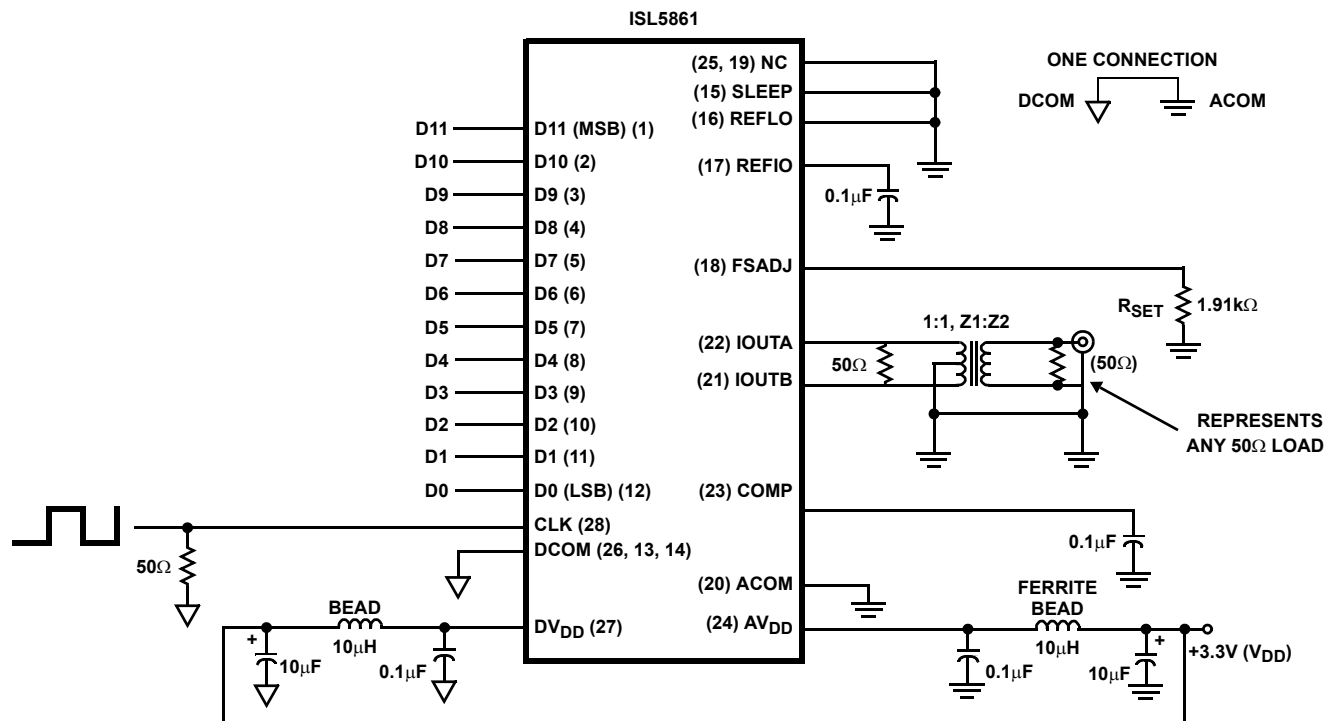 ISL5861
(25, 19) NC
(15) SLEEP
(16) REFLO
(17) REFIO
0.1μF
ONE CONNECTION
DCOM
ACOM
D11
D11 (MSB) (1)
D10
D10 (2)
D9
D9 (3)
D8
D8 (4)
D7
D7 (5)
D6
D6 (6)
D5
D5 (7)
D4
D4 (8)
D3
D3 (9)
D2
D2 (10)
D1
D1 (11)
D0
D0 (LSB) (12)
CLK (28)
50Ω
DCOM (26, 13, 14)
(18) FSADJ
RSET
1.91kΩ
1:1, Z1:Z2
(22) IOUTA
50Ω
(21) IOUTB
(50Ω)
REPRESENTS
ANY 50Ω LOAD
(23) COMP
0.1μF
(20) ACOM
BEAD
10μH
+
10μF
0.1μF
DVDD (27)
(24) AVDD
FERRITE
BEAD
10μH
0.1μF
10μF
+
+3.3V (VDD)